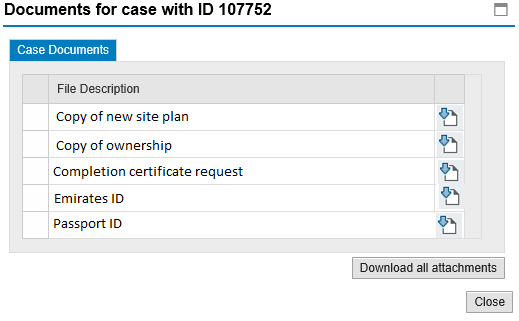 Documents for case with ID 107752
Case Documents
File Description
Copy of new site plan
Copy of ownership
Completion certificate request
Emirates ID
Passport ID
Download all attachments
Close